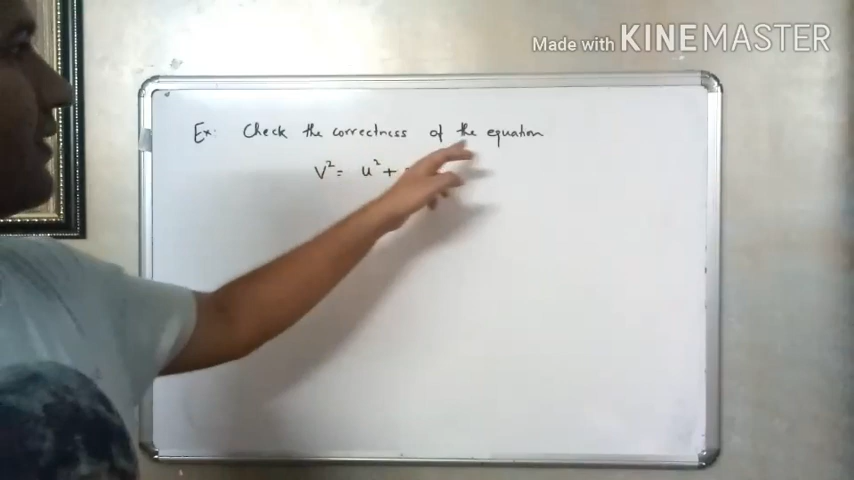 Made with KINEMASTER
Ex: Check the correctness of the equation
V² = u² +